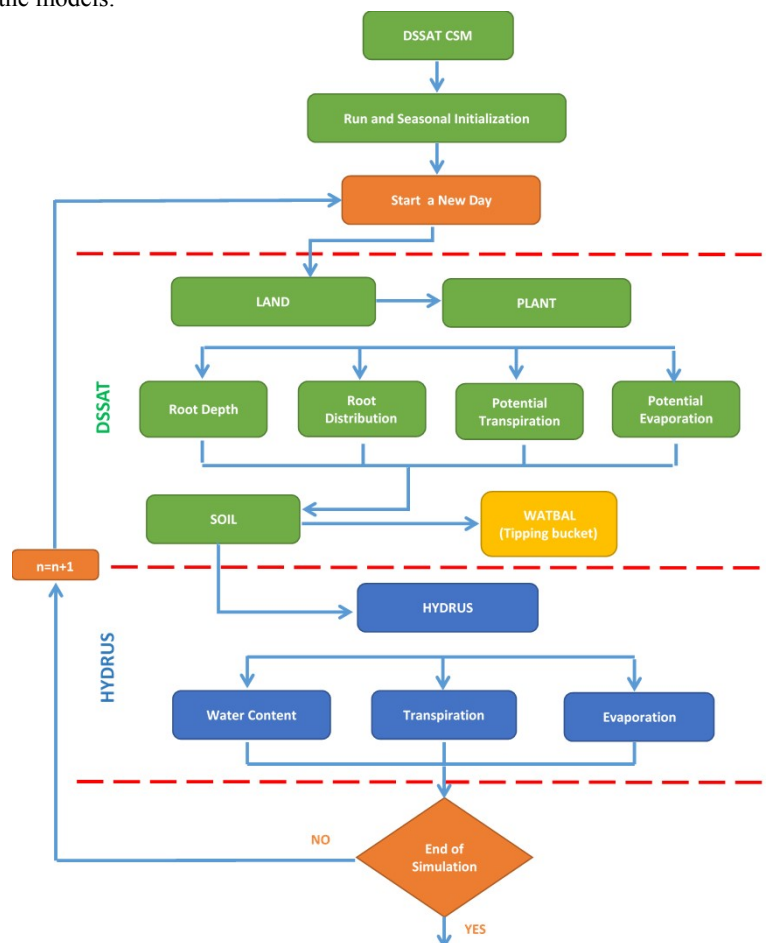 the models.
DSSAT CSM
Run and Seasonal Initialization
Start a New Day
LAND
PLANT
DSSAT
Root Depth
Root
Distribution
Potential
Transpiration
Potential
Evaporation
SOIL
WATBAL
(Tipping bucket)
n=n+1
HYDRUS
HYDRUS
Water Content
Transpiration
Evaporation
NO
End of
Simulation
YES